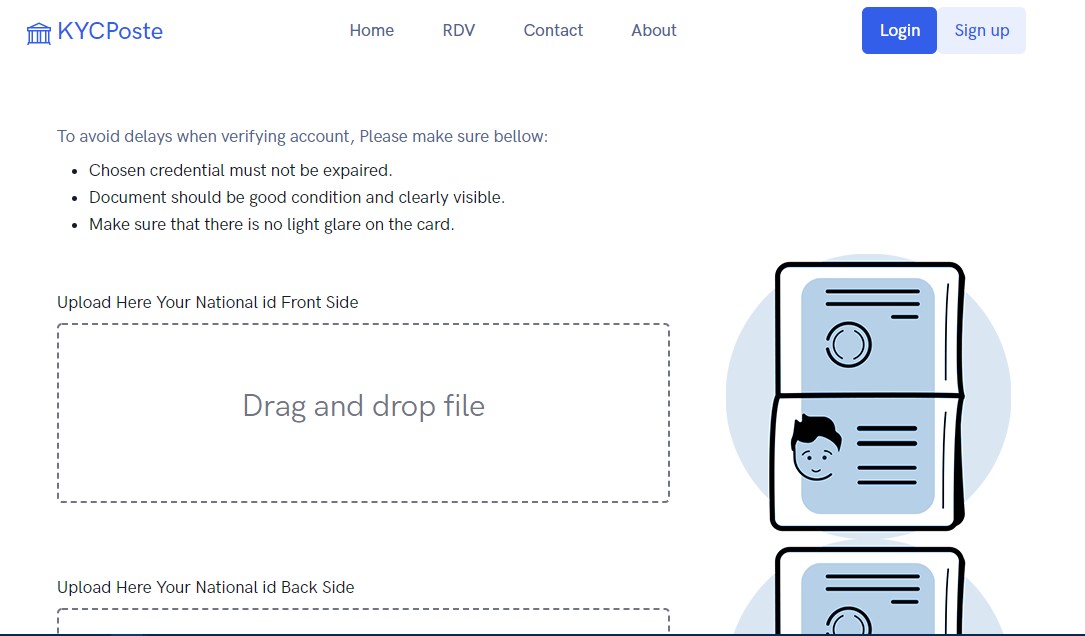 KYCPoste
Home RDV Contact About
Login Sign up
To avoid delays when verifying account, Please make sure bellow:
Chosen credential must not be expaired.
Document should be good condition and clearly visible.
Make sure that there is no light glare on the card.
Upload Here Your National id Front Side
Drag and drop file
Upload Here Your National id Back Side